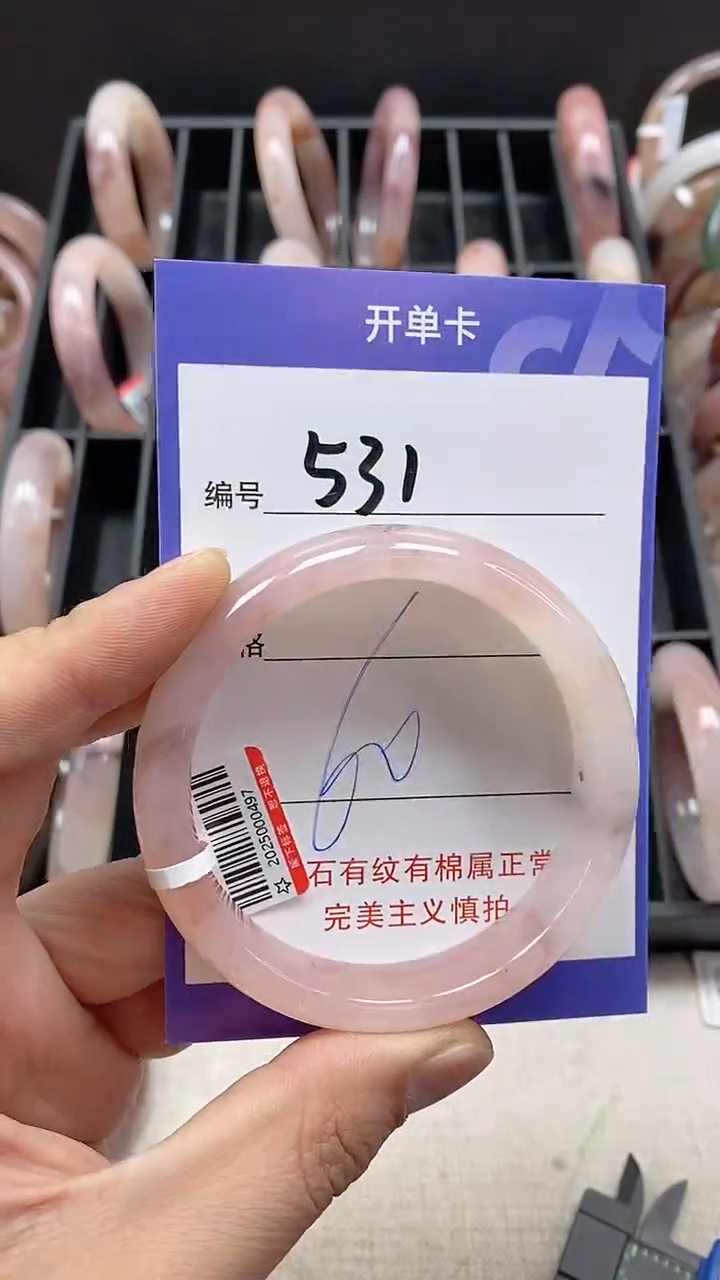 开单卡
编号 531
格
60
石有纹有棉属正常
完美主义慎拍
2025000497